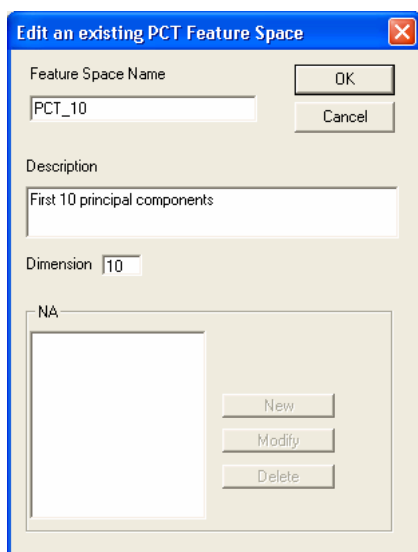 Edit an existing PCT Feature Space
Feature Space Name
OK
PCT_10
Cancel
Description
First 10 principal components
Dimension 10
NA
New
Modify
Delete